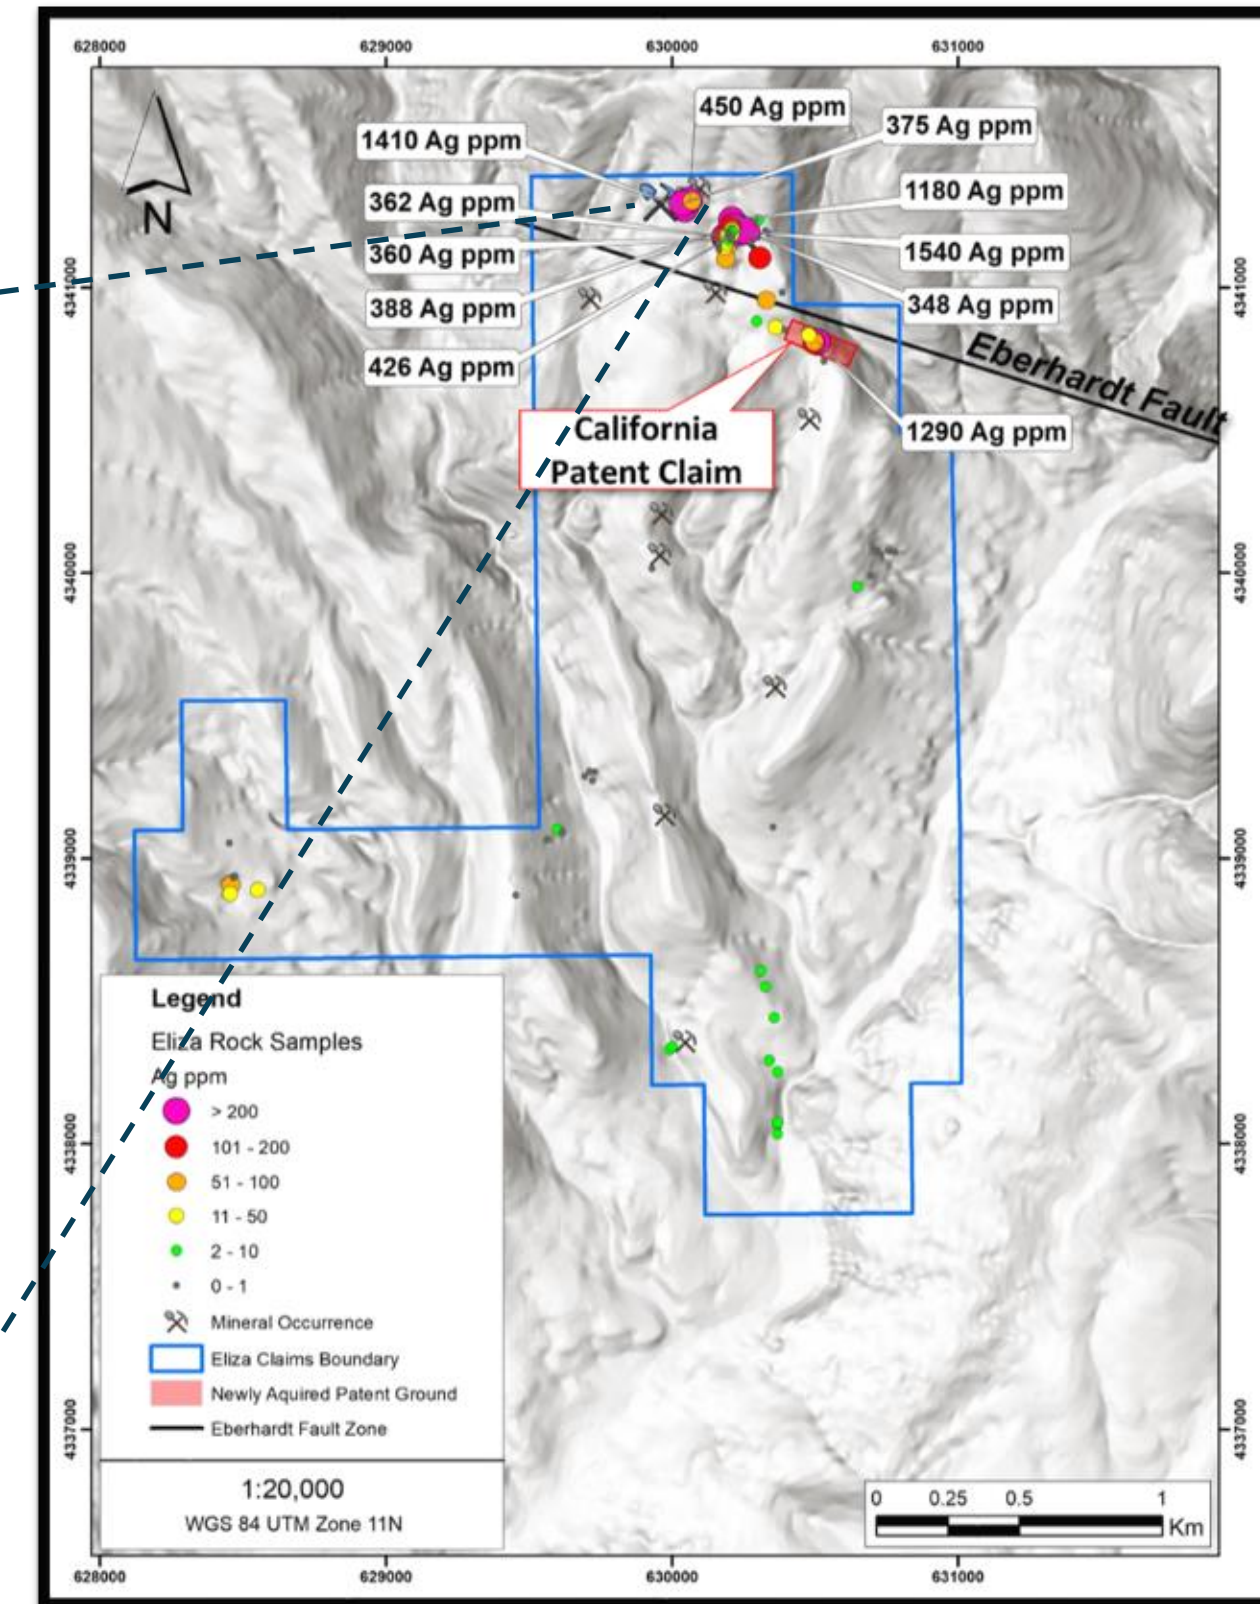 628000
629000
630000
631000
450 Ag ppm
375 Ag ppm
1410 Ag ppm
1180 Ag ppm
362 Ag ppm
1540 Ag ppm
360 Ag ppm
348 Ag ppm
388 Ag ppm
426 Ag ppm
1290 Ag ppm
N
Eberhardt Fault
California
Patent Claim
4341000
4341000
4340000
4340000
4339000
4339000
4338000
4338000
4337000
4337000
Legend
Eliza Rock Samples
Ag ppm
> 200
101 - 200
51 - 100
11 - 50
2 - 10
0 - 1
Mineral Occurrence
Eliza Claims Boundary
Newly Aquired Patent Ground
Eberhardt Fault Zone
1:20,000
WGS 84 UTM Zone 11N
0 0.25 0.5 1
Km
628000
629000
630000
631000